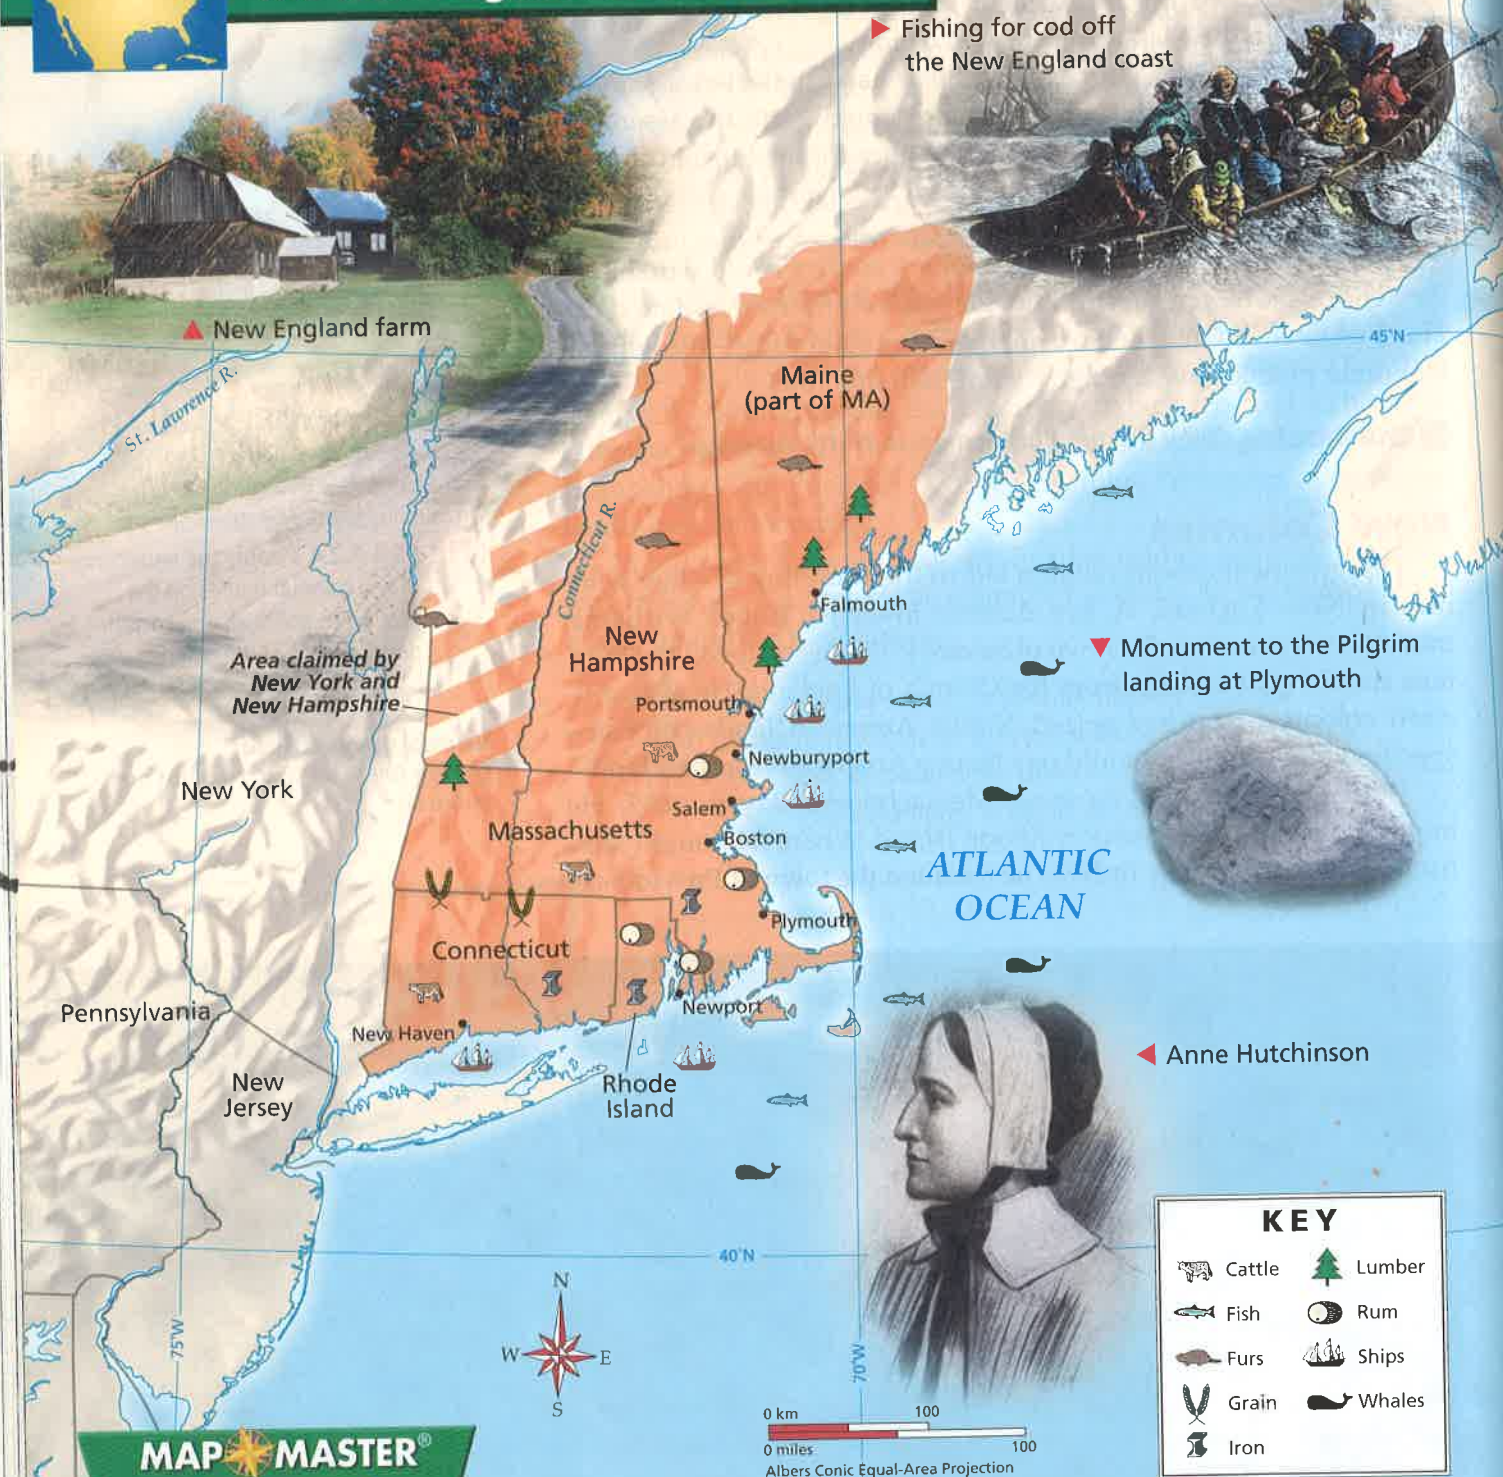 Fishing for cod off
the New England coast
New England farm
45°N
St. Lawrence R.
Maine
(part of MA)
Connecticut R.
Falmouth
New
Hampshire
Area claimed by
New York and
New Hampshire
Monument to the Pilgrim
landing at Plymouth
Portsmouth
Newburyport
New York
Salem
Massachusetts
Boston
ATLANTIC
OCEAN
Plymouth
Connecticut
Pennsylvania
Newport
New Haven
Anne Hutchinson
New
Jersey
Rhode
Island
40°N
KEY
Cattle
Lumber
Fish
Rum
Furs
Ships
Grain
Whales
Iron
N
W
E
S
75°W
70°W
0 km 100
0 miles 100
Albers Conic Equal-Area Projection
MAP MASTER®